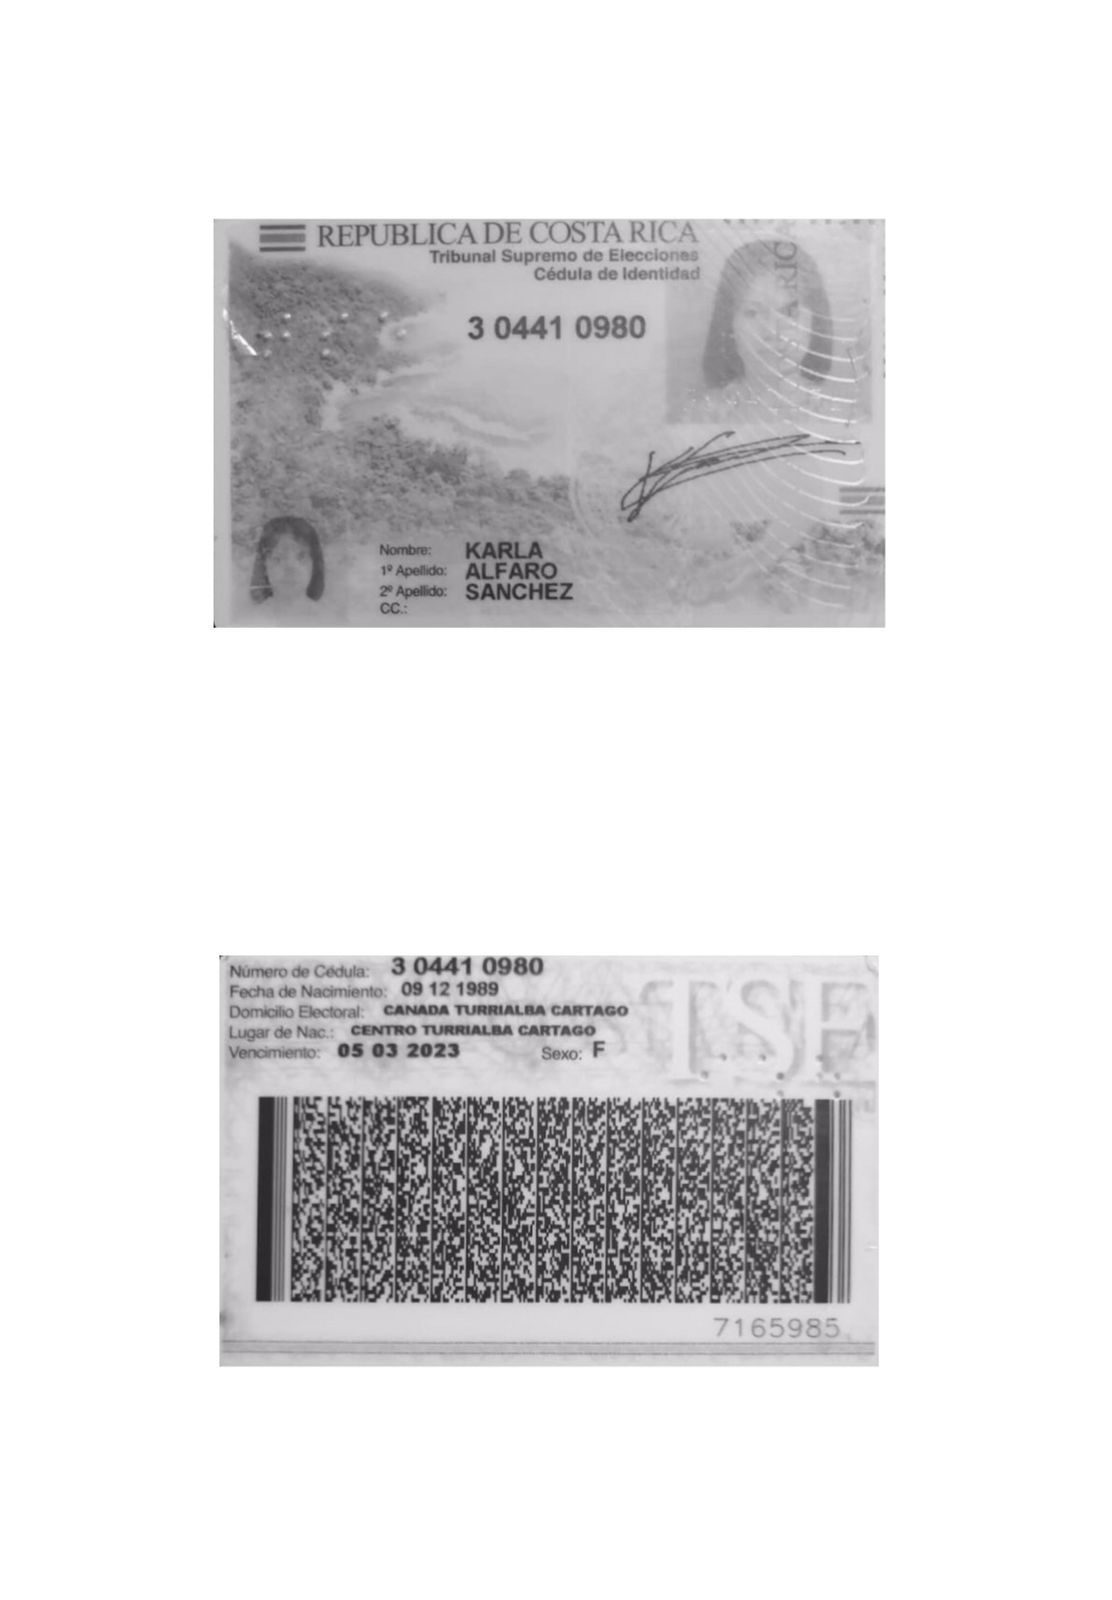 REPUBLICA DE COSTA RICA
Tribunal Supremo de Elecciones
Cédula de Identidad
3 0441 0980
Nombre: KARLA
1º Apellido: ALFARO
2º Apellido: SANCHEZ
CC.:
Número de Cédula: 3 0441 0980
Fecha de Nacimiento: 09 12 1989
Domicilio Electoral: CANADA TURRIALBA CARTAGO
Lugar de Nac.: CENTRO TURRIALBA CARTAGO
Vencimiento: 05 03 2023 Sexo: F
TSE
7165985